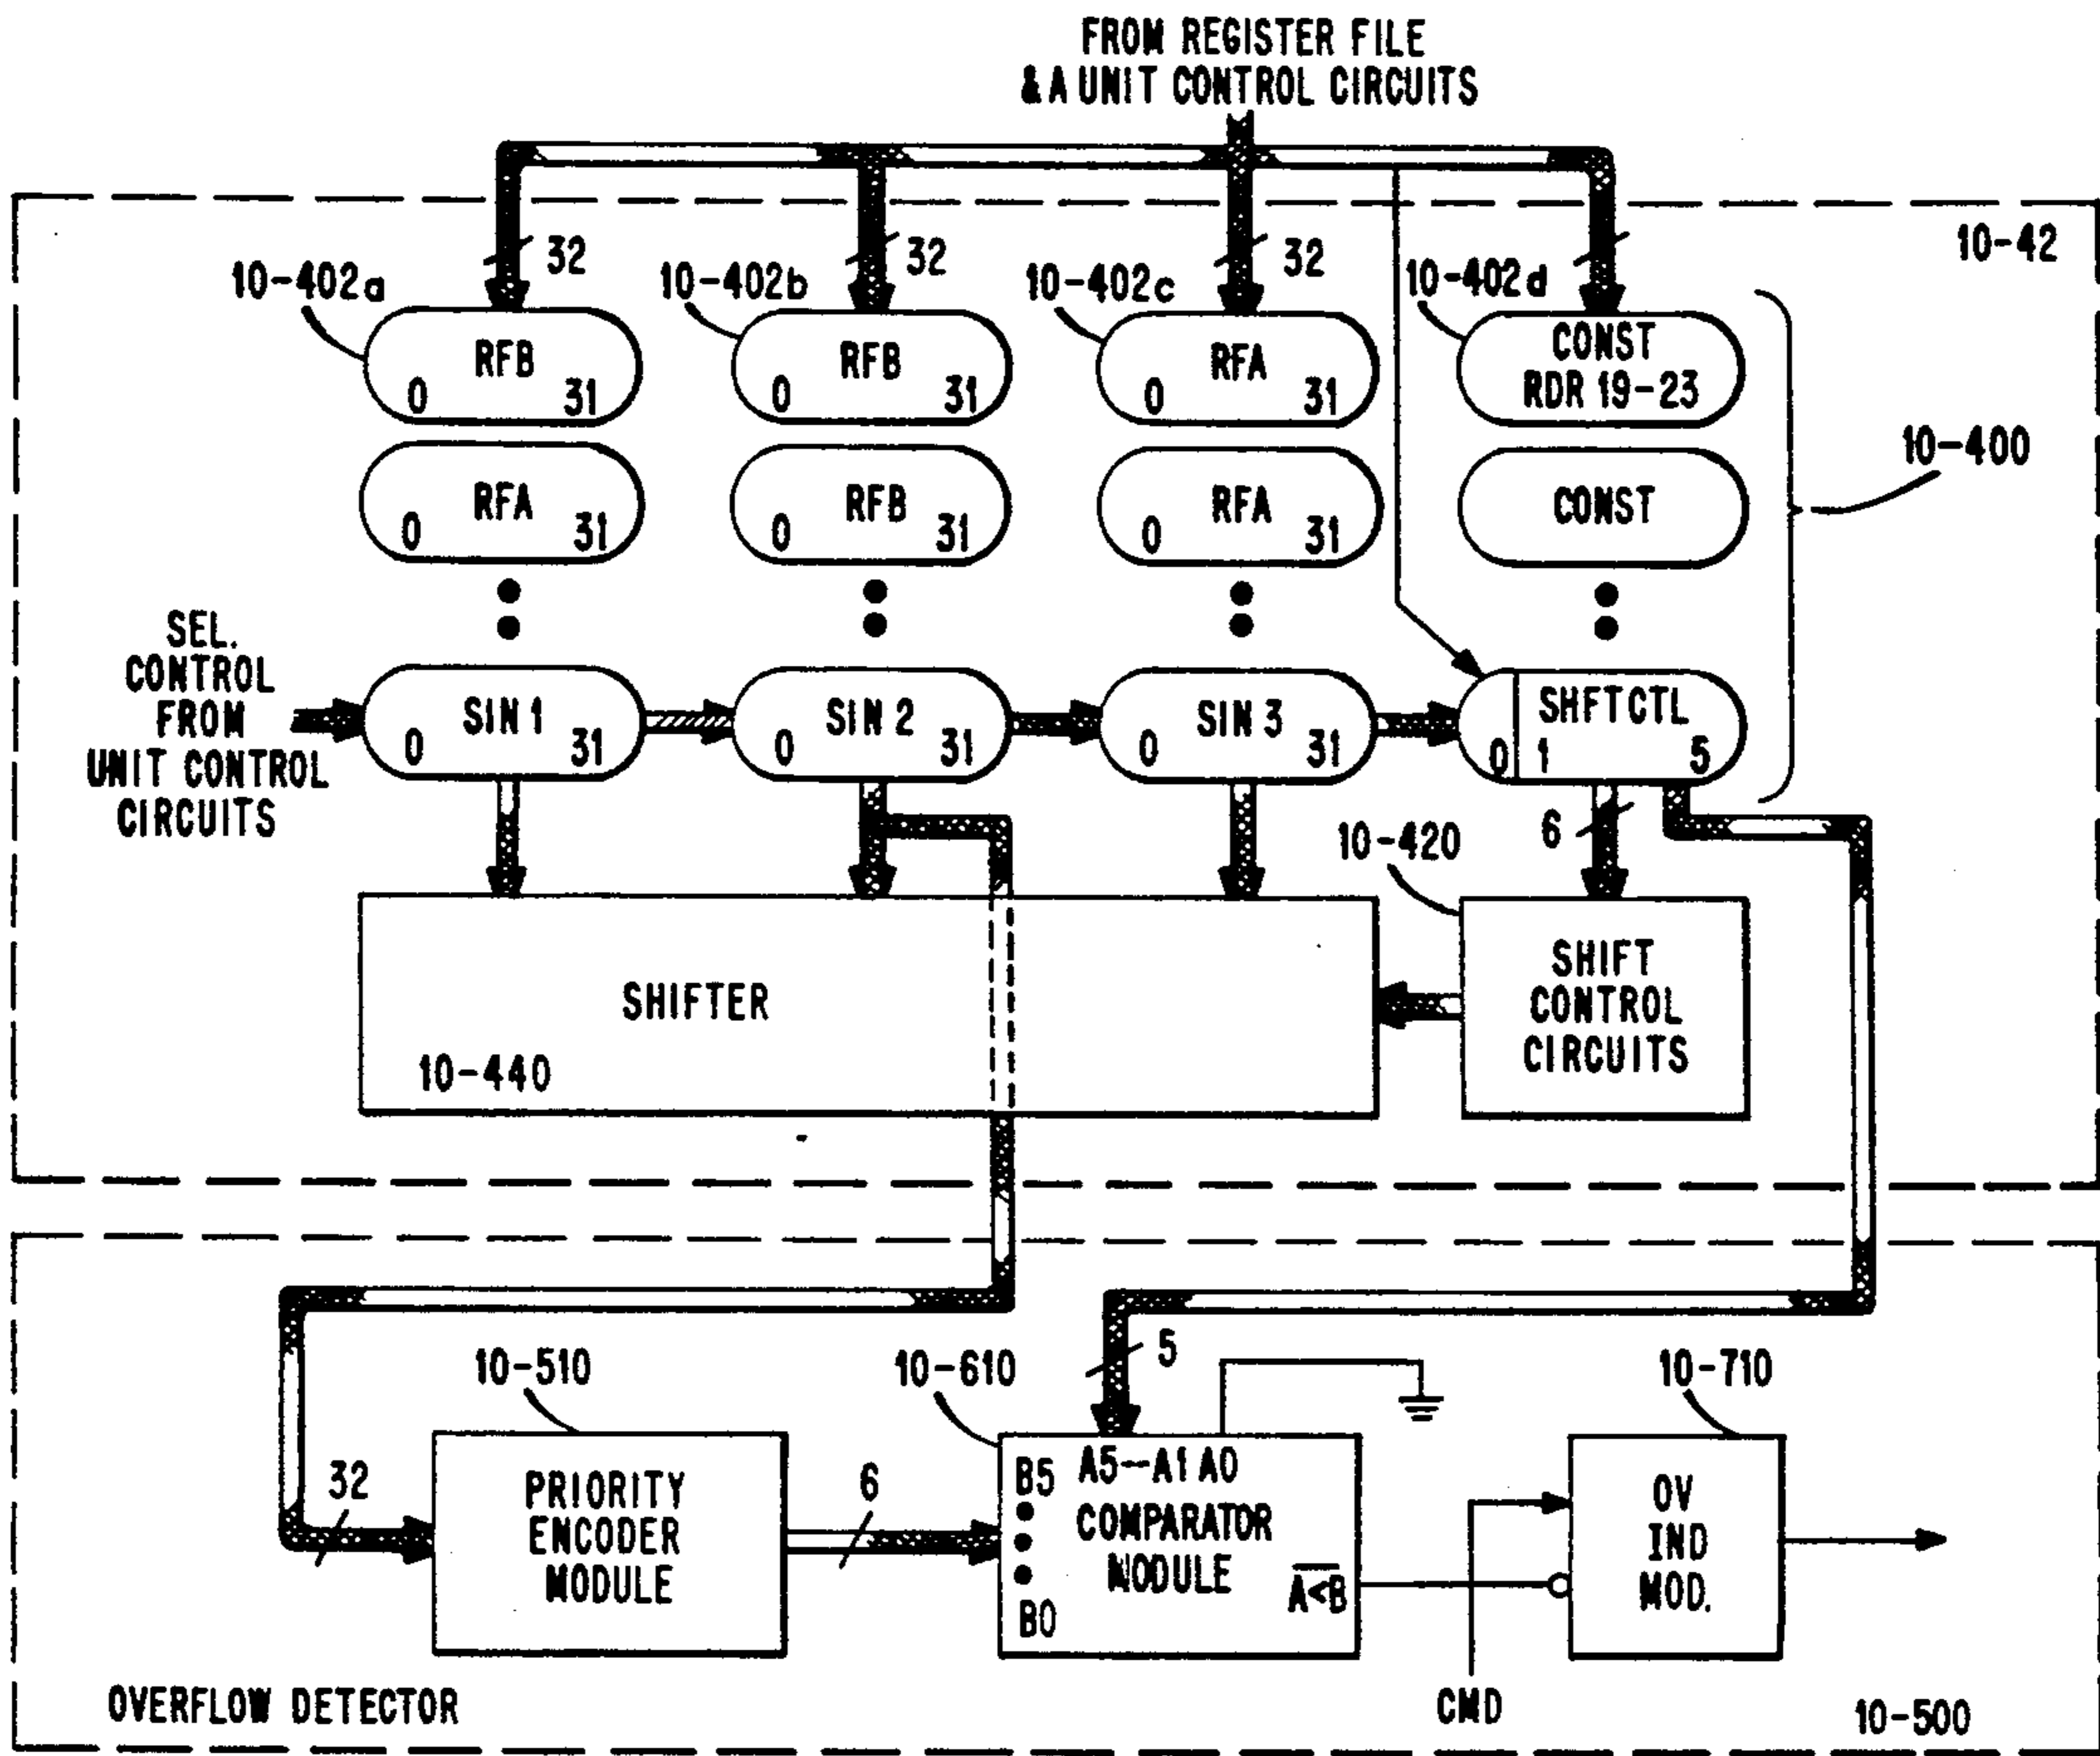 FROM REGISTER FILE
& A UNIT CONTROL CIRCUITS
10-42
32
32
32
10-402a
10-402b
10-402c
10-402d
RFB
0 31
RFB
0 31
RFA
0 31
CONST
RDR 19-23
10-400
RFA
0 31
RFB
0 31
RFA
0 31
CONST
SEL.
CONTROL
FROM
UNIT CONTROL
CIRCUITS
SIN 1
0 31
SIN 2
0 31
SIN 3
0 31
SHFTCTL
0 1 5
6
10-420
SHIFTER
10-440
SHIFT
CONTROL
CIRCUITS
5
10-510
10-610
10-710
32
PRIORITY
ENCODER
MODULE
6
B5 A5--A1 A0
COMPARATOR
MODULE
A<B
B0
OV
IND
MOD.
CMD
OVERFLOW DETECTOR
10-500